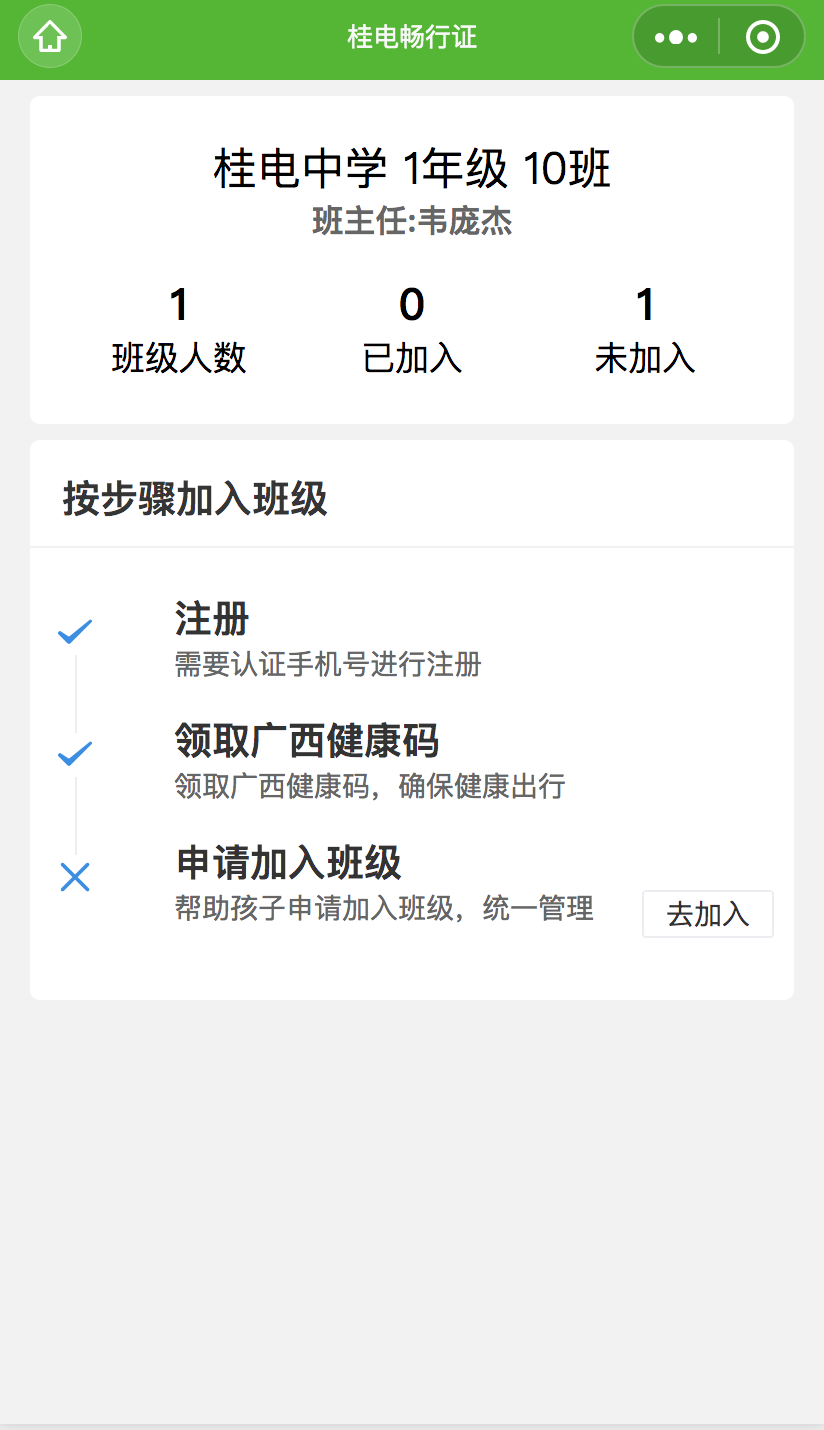 桂电畅行证
桂电中学 1年级 10班
班主任:韦庞杰
1 0 1
班级人数 已加入 未加入
按步骤加入班级
注册
需要认证手机号进行注册
领取广西健康码
领取广西健康码，确保健康出行
申请加入班级
帮助孩子申请加入班级，统一管理
去加入